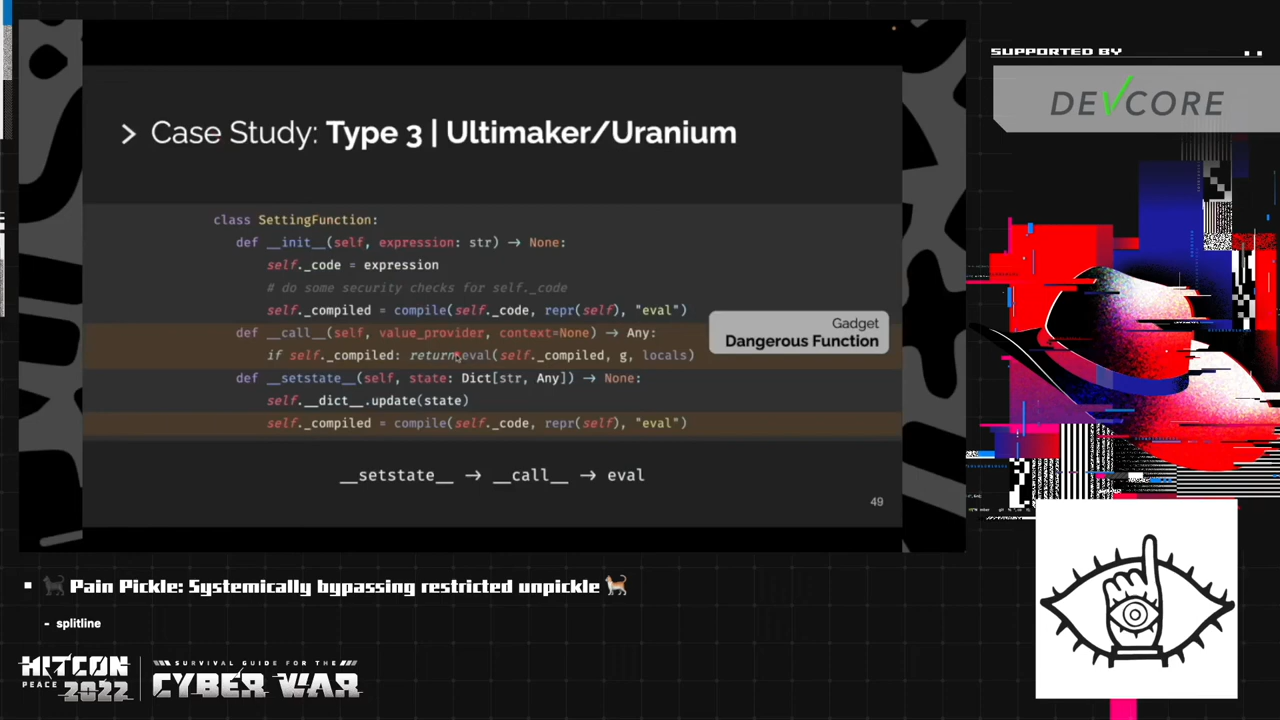 SUPPORTED BY
DEVCORE
> Case Study: Type 3 | Ultimaker/Uranium
class SettingFunction:
def __init__(self, expression: str) → None:
self._code = expression
# do some security checks for self._code
self._compiled = compile(self._code, repr(self), "eval")
def __call__(self, value_provider, context=None) → Any:
if self._compiled: return eval(self._compiled, g, locals)
def __setstate__(self, state: Dict[str, Any]) → None:
self.__dict__.update(state)
self._compiled = compile(self._code, repr(self), "eval")
Gadget
Dangerous Function
__setstate__ → __call__ → eval
49
Pain Pickle: Systemically bypassing restricted unpickle
- splitline
HITCON
PEACE 2022
SURVIVAL GUIDE FOR THE
CYBER WAR